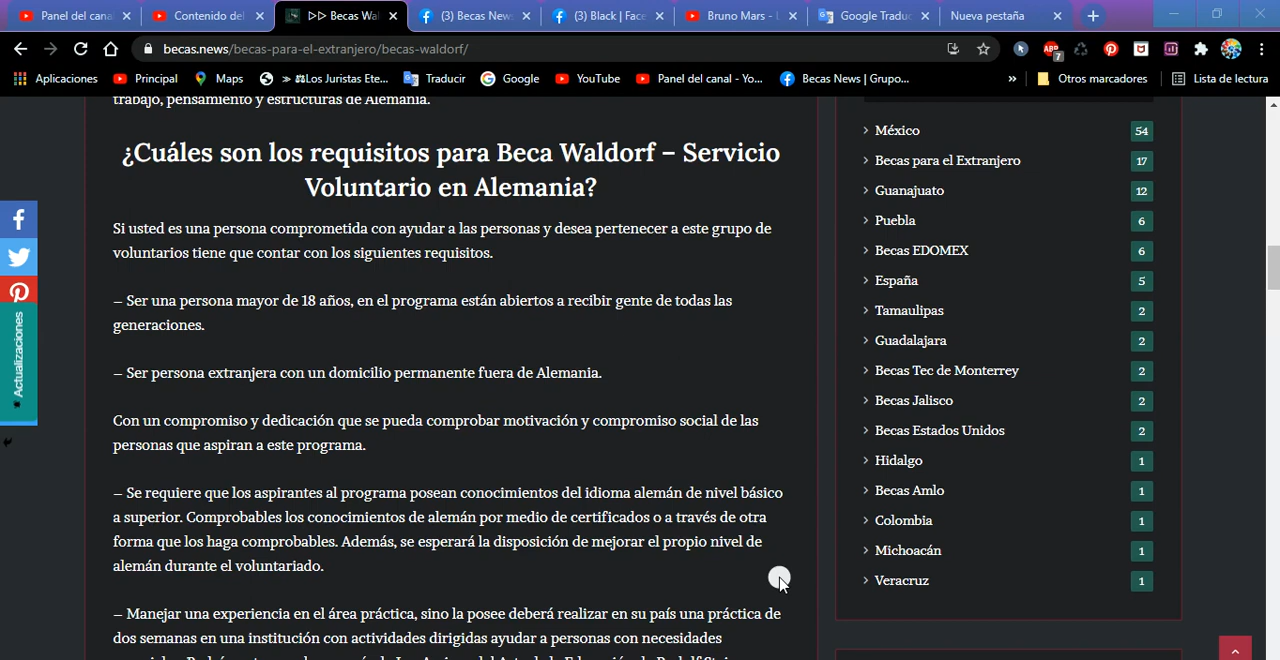 Panel del cana
Contenido del
▷▷ Becas Wal
(3) Becas News
(3) Black | Face
Bruno Mars -
Google Traduc
Nueva pestaña
becas.news/becas-para-el-extranjero/becas-waldorf/
7
Aplicaciones
Principal
Maps
» ⚖Los Juristas Ete...
Traducir
Google
YouTube
Panel del canal - Yo...
Becas News | Grupo...
»
Otros marcadores
Lista de lectura
trabajo, pensamiento y estructuras de Alemania.
¿Cuáles son los requisitos para Beca Waldorf – Servicio
Voluntario en Alemania?
Si usted es una persona comprometida con ayudar a las personas y desea pertenecer a este grupo de
voluntarios tiene que contar con los siguientes requisitos.
– Ser una persona mayor de 18 años, en el programa están abiertos a recibir gente de todas las
generaciones.
– Ser persona extranjera con un domicilio permanente fuera de Alemania.
Con un compromiso y dedicación que se pueda comprobar motivación y compromiso social de las
personas que aspiran a este programa.
– Se requiere que los aspirantes al programa posean conocimientos del idioma alemán de nivel básico
a superior. Comprobables los conocimientos de alemán por medio de certificados o a través de otra
forma que los haga comprobables. Además, se esperará la disposición de mejorar el propio nivel de
alemán durante el voluntariado.
– Manejar una experiencia en el área práctica, sino la posee deberá realizar en su país una práctica de
dos semanas en una institución con actividades dirigidas ayudar a personas con necesidades
Actualizaciones
México 54
Becas para el Extranjero 17
Guanajuato 12
Puebla 6
Becas EDOMEX 6
España 5
Tamaulipas 2
Guadalajara 2
Becas Tec de Monterrey 2
Becas Jalisco 2
Becas Estados Unidos 2
Hidalgo 1
Becas Amlo 1
Colombia 1
Michoacán 1
Veracruz 1